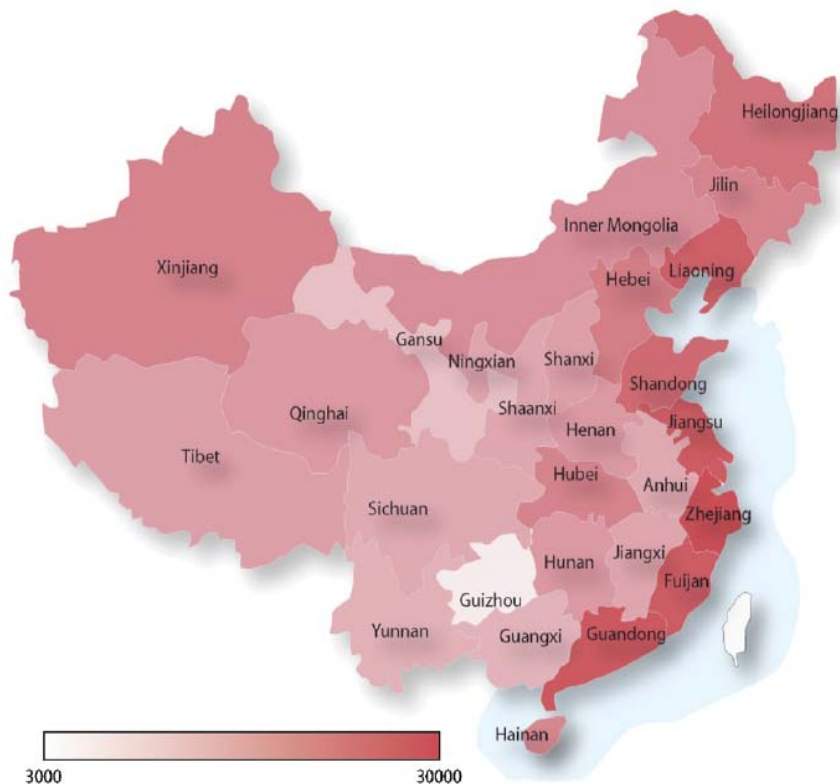 Heilongjiang
Jilin
Inner Mongolia
Liaoning
Xinjiang
Hebei
Gansu
Ningxian
Shanxi
Shandong
Qinghai
Shaanxi
Jiangsu
Henan
Tibet
Hubei
Anhui
Sichuan
Zhejiang
Jiangxi
Hunan
Fuijan
Guizhou
Yunnan
Guangxi
Guandong
Hainan
3000
30000